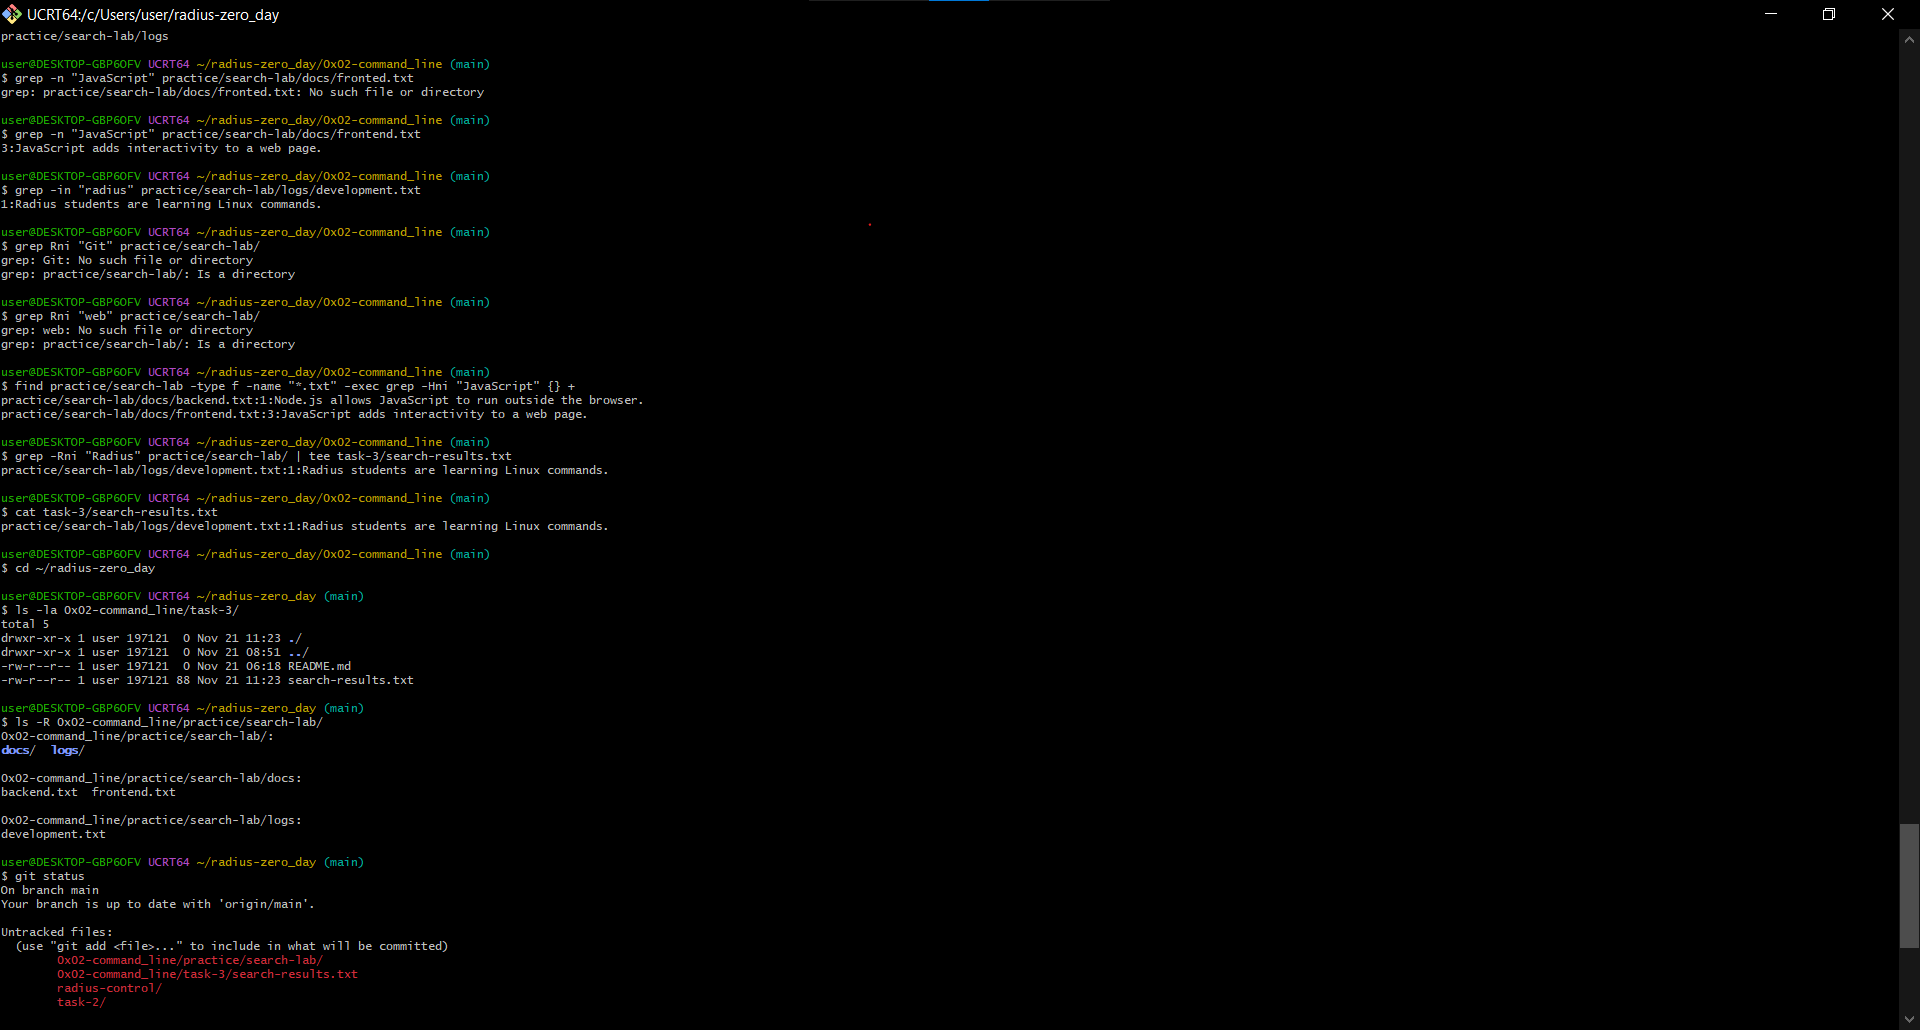 UCRT64:/c/Users/user/radius-zero_day
practice/search-lab/logs
user@DESKTOP-GBP6OFV UCRT64 ~/radius-zero_day/0x02-command_line (main)
$ grep -n "JavaScript" practice/search-lab/docs/fronted.txt
grep: practice/search-lab/docs/fronted.txt: No such file or directory
user@DESKTOP-GBP6OFV UCRT64 ~/radius-zero_day/0x02-command_line (main)
$ grep -n "JavaScript" practice/search-lab/docs/frontend.txt
3:JavaScript adds interactivity to a web page.
user@DESKTOP-GBP6OFV UCRT64 ~/radius-zero_day/0x02-command_line (main)
$ grep -in "radius" practice/search-lab/logs/development.txt
1:Radius students are learning Linux commands.
user@DESKTOP-GBP6OFV UCRT64 ~/radius-zero_day/0x02-command_line (main)
$ grep Rni "Git" practice/search-lab/
grep: Git: No such file or directory
grep: practice/search-lab/: Is a directory
user@DESKTOP-GBP6OFV UCRT64 ~/radius-zero_day/0x02-command_line (main)
$ grep Rni "web" practice/search-lab/
grep: web: No such file or directory
grep: practice/search-lab/: Is a directory
user@DESKTOP-GBP6OFV UCRT64 ~/radius-zero_day/0x02-command_line (main)
$ find practice/search-lab -type f -name "*.txt" -exec grep -Hni "JavaScript" {} +
practice/search-lab/docs/backend.txt:1:Node.js allows JavaScript to run outside the browser.
practice/search-lab/docs/frontend.txt:3:JavaScript adds interactivity to a web page.
user@DESKTOP-GBP6OFV UCRT64 ~/radius-zero_day/0x02-command_line (main)
$ grep -Rni "Radius" practice/search-lab/ | tee task-3/search-results.txt
practice/search-lab/logs/development.txt:1:Radius students are learning Linux commands.
user@DESKTOP-GBP6OFV UCRT64 ~/radius-zero_day/0x02-command_line (main)
$ cat task-3/search-results.txt
practice/search-lab/logs/development.txt:1:Radius students are learning Linux commands.
user@DESKTOP-GBP6OFV UCRT64 ~/radius-zero_day/0x02-command_line (main)
$ cd ~/radius-zero_day
user@DESKTOP-GBP6OFV UCRT64 ~/radius-zero_day (main)
$ ls -la 0x02-command_line/task-3/
total 5
drwxr-xr-x 1 user 197121  0 Nov 21 11:23 ./
drwxr-xr-x 1 user 197121  0 Nov 21 08:51 ../
-rw-r--r-- 1 user 197121  0 Nov 21 06:18 README.md
-rw-r--r-- 1 user 197121 88 Nov 21 11:23 search-results.txt
user@DESKTOP-GBP6OFV UCRT64 ~/radius-zero_day (main)
$ ls -R 0x02-command_line/practice/search-lab/
0x02-command_line/practice/search-lab/:
docs/  logs/
0x02-command_line/practice/search-lab/docs:
backend.txt  frontend.txt
0x02-command_line/practice/search-lab/logs:
development.txt
user@DESKTOP-GBP6OFV UCRT64 ~/radius-zero_day (main)
$ git status
On branch main
Your branch is up to date with 'origin/main'.
Untracked files:
(use "git add <file>..." to include in what will be committed)
0x02-command_line/practice/search-lab/
0x02-command_line/task-3/search-results.txt
radius-control/
task-2/